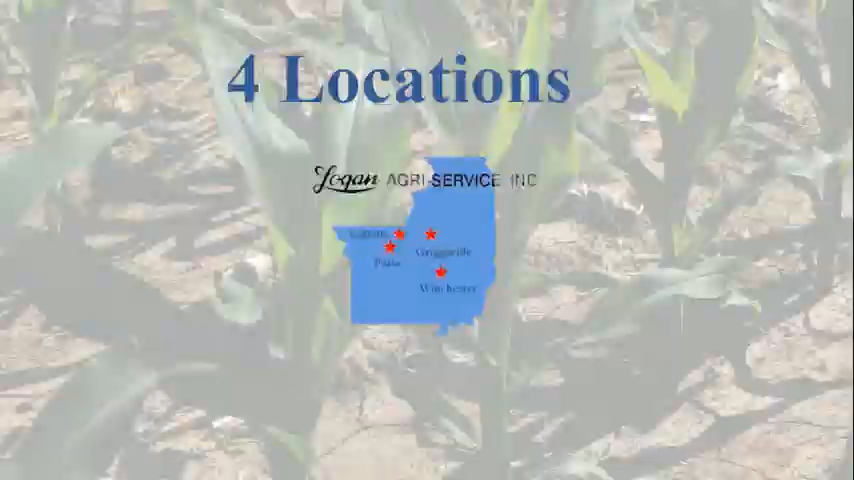 4 Locations
Logan AGRI-SERVICE INC
Griggsville
Winchester